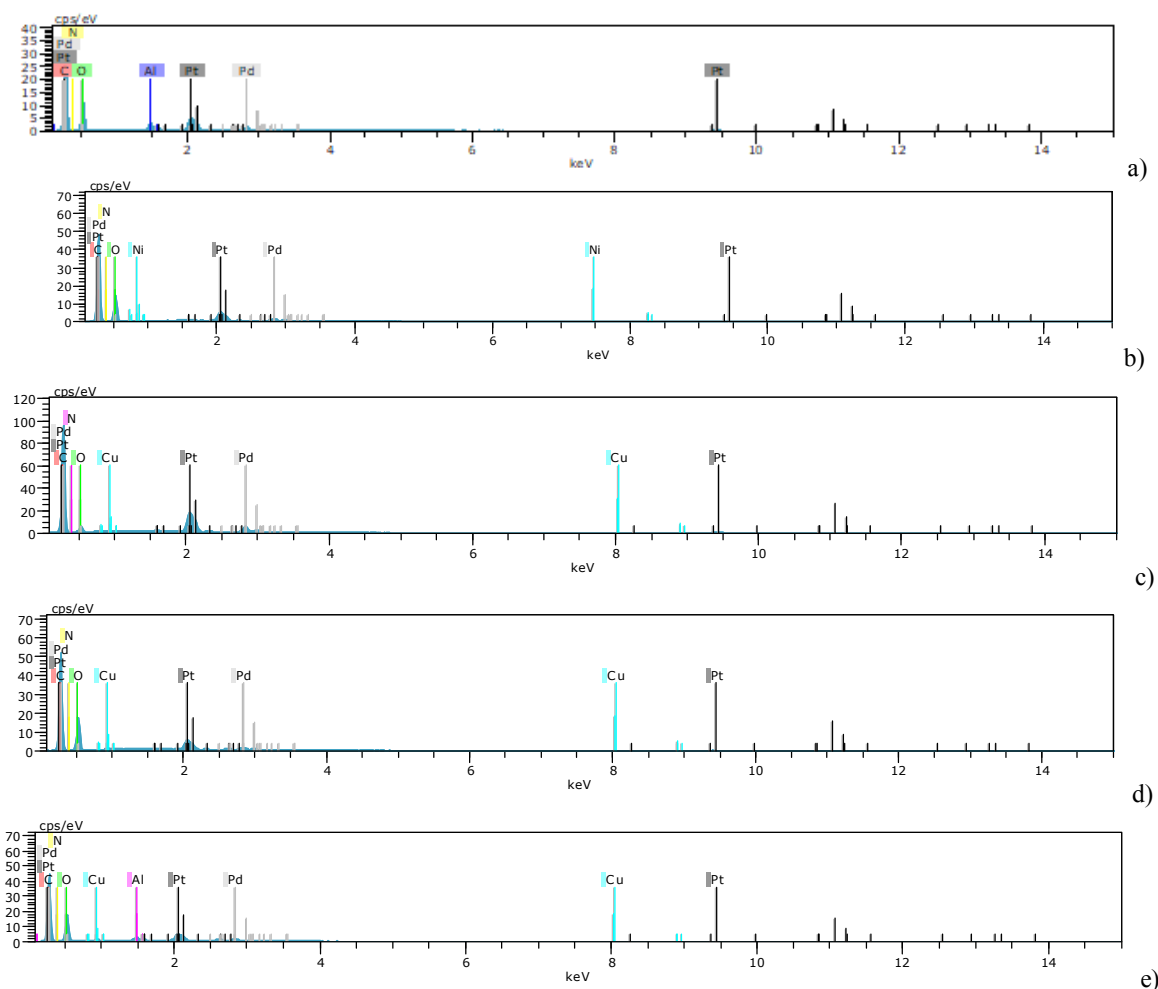 cps/eV
40
35
30
25
20
15
10
5
0
N
Pd
Pt
C O Al Pt Pd Pt
2 4 6 8 10 12 14
keV
a)
cps/eV
70
60
50
40
30
20
10
0
N
Pd
Pt
C O Ni Pt Pd Ni Pt
2 4 6 8 10 12 14
keV
b)
cps/eV
120
100
80
60
40
20
0
N
Pd
Pt
C O Cu Pt Pd Cu Pt
2 4 6 8 10 12 14
keV
c)
cps/eV
70
60
50
40
30
20
10
0
N
Pd
Pt
C O Cu Pt Pd Cu Pt
2 4 6 8 10 12 14
keV
d)
cps/eV
70
60
50
40
30
20
10
0
N
Pd
Pt
C O Cu Al Pt Pd Cu Pt
2 4 6 8 10 12 14
keV
e)